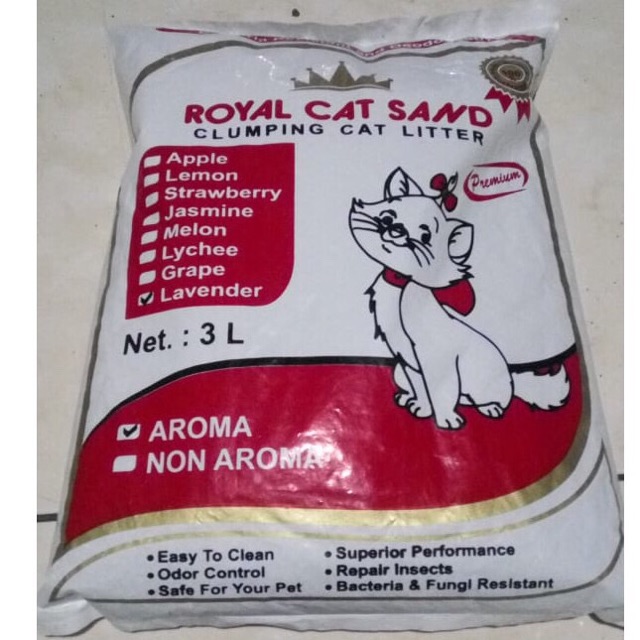 ROYAL CAT SAND
CLUMPING CAT LITTER
Premium
Apple
Lemon
Strawberry
Jasmine
Melon
Lychee
Grape
Lavender
Net. : 3 L
AROMA
NON AROMA
• Easy To Clean
• Odor Control
• Safe For Your Pet
• Superior Performance
• Repair Insects
• Bacteria & Fungi Resistant